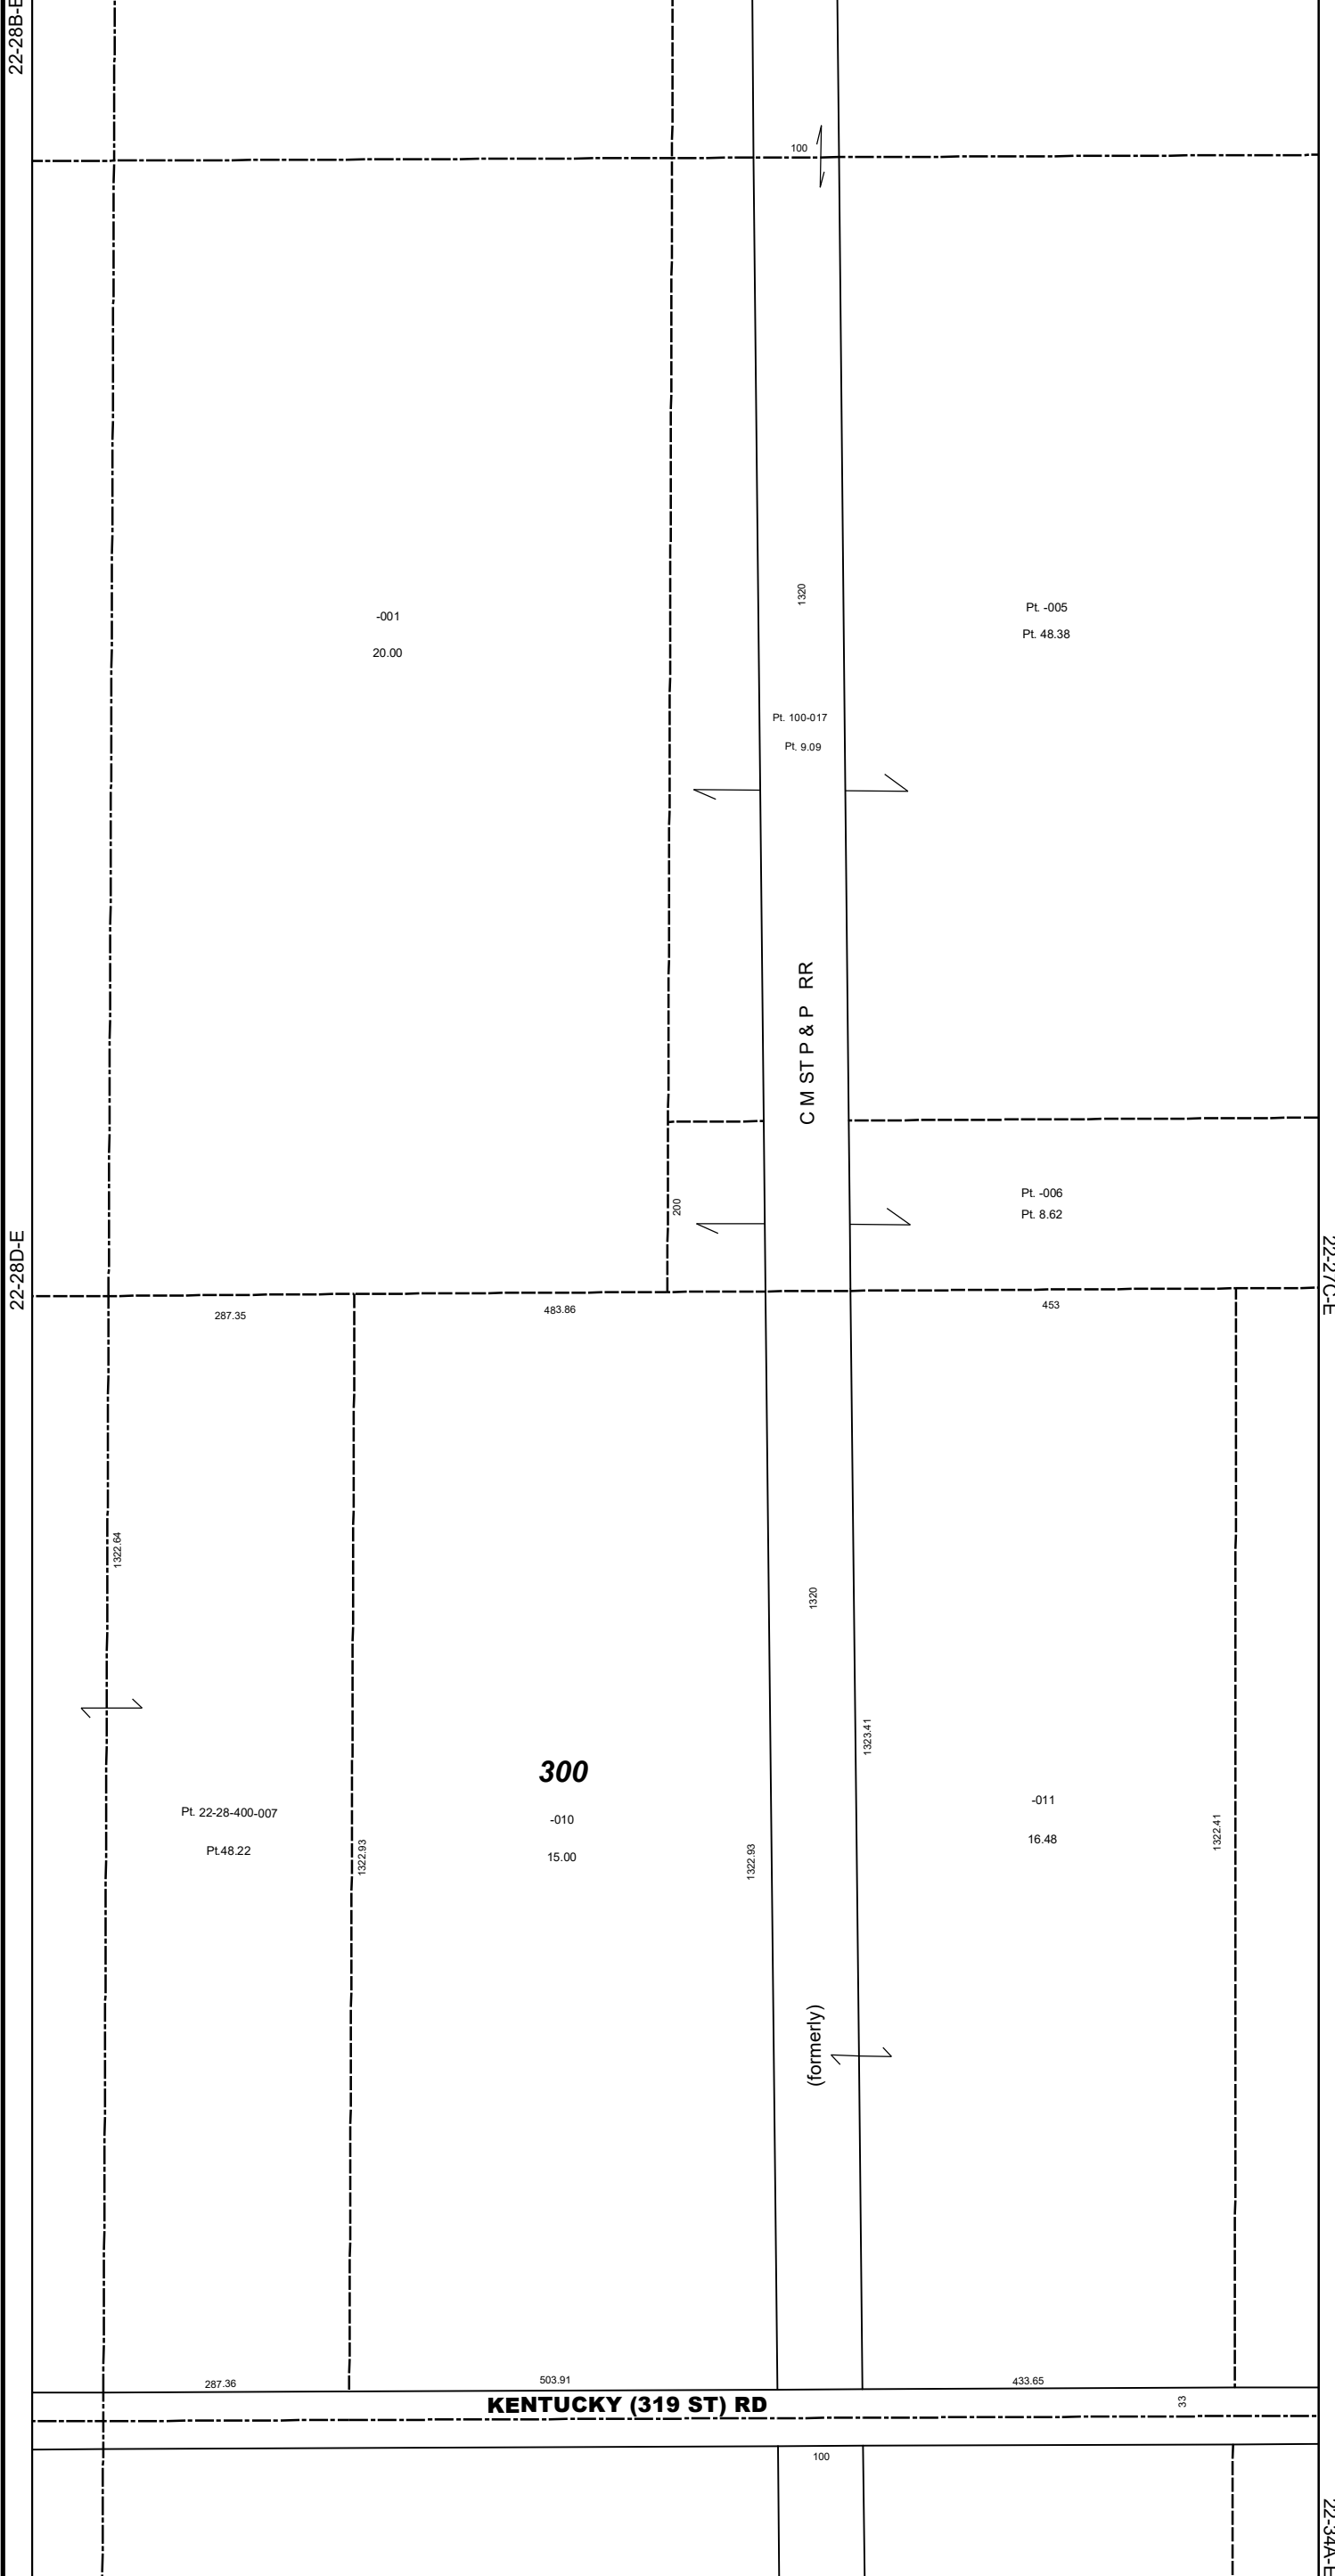 22-28B-E
100
1320
-001
20.00
Pt. -005
Pt. 48.38
Pt. 100-017
Pt. 9.09
C M ST P & P RR
Pt. -006
Pt. 8.62
200
22-28D-E
22-27C-E
287.35
483.86
453
1322.64
1320
1323.41
300
Pt. 22-28-400-007
Pt.48.22
-010
15.00
-011
16.48
1322.93
1322.93
1322.41
(formerly)
287.36
503.91
433.65
KENTUCKY (319 ST) RD
33
100
22-34A-E